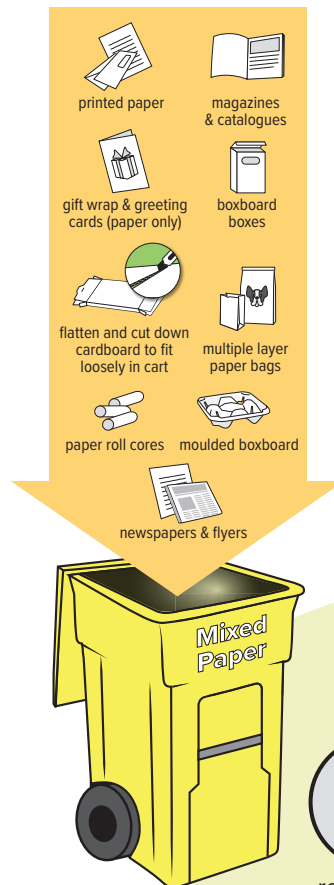 printed paper
magazines
& catalogues
gift wrap & greeting
cards (paper only)
boxboard
boxes
flatten and cut down
cardboard to fit
loosely in cart
multiple layer
paper bags
paper roll cores
moulded boxboard
newspapers & flyers
Mixed
Paper